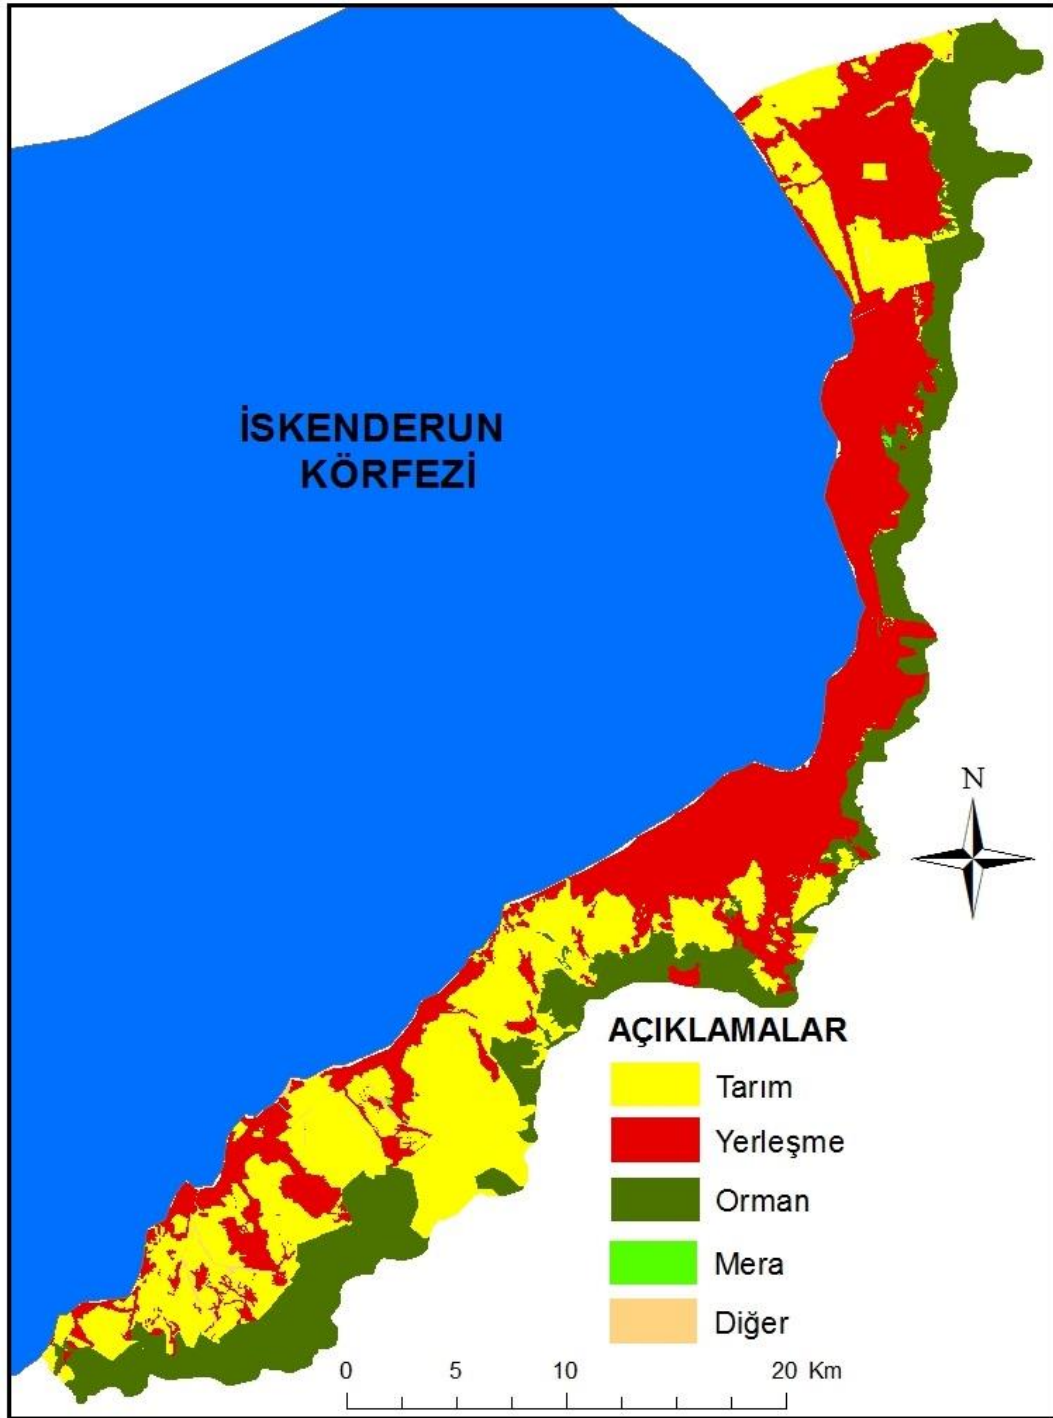 İSKENDERUN
KÖRFEZİ
N
AÇIKLAMALAR
Tarım
Yerleşme
Orman
Mera
Diğer
0 5 10 20 Km